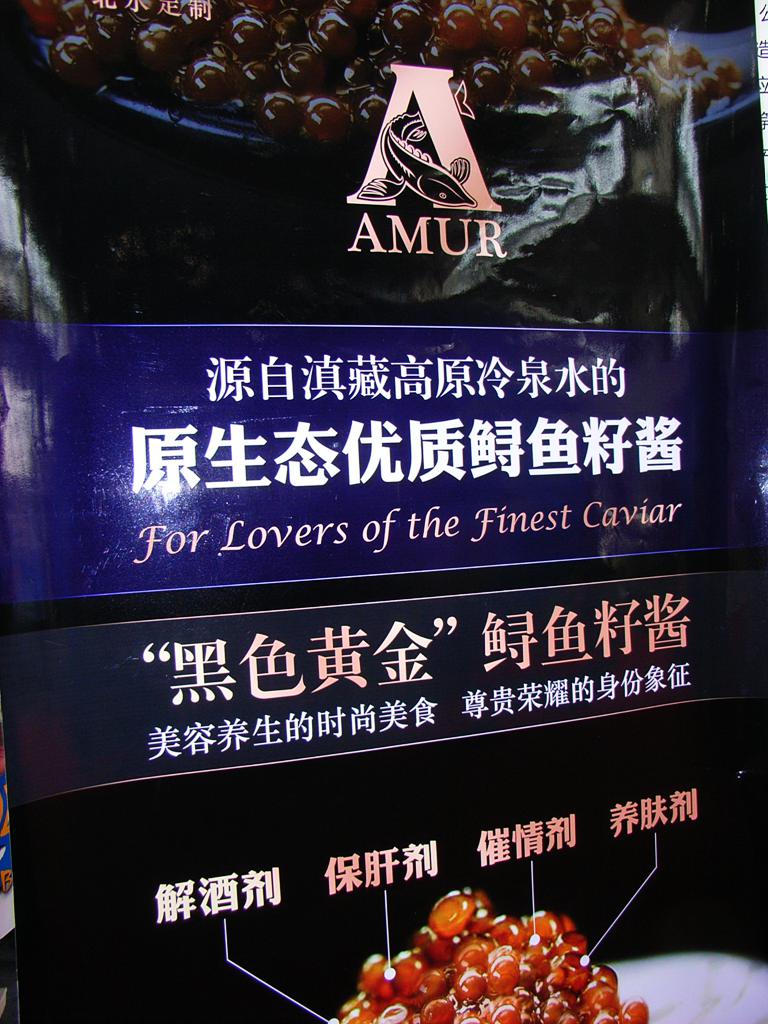 水定制
A
AMUR
源自滇藏高原冷泉水的
原生态优质鲟鱼籽酱
For Lovers of the Finest Caviar
“黑色黄金”鲟鱼籽酱
美容养生的时尚美食 尊贵荣耀的身份象征
解酒剂 保肝剂 催情剂 养肤剂